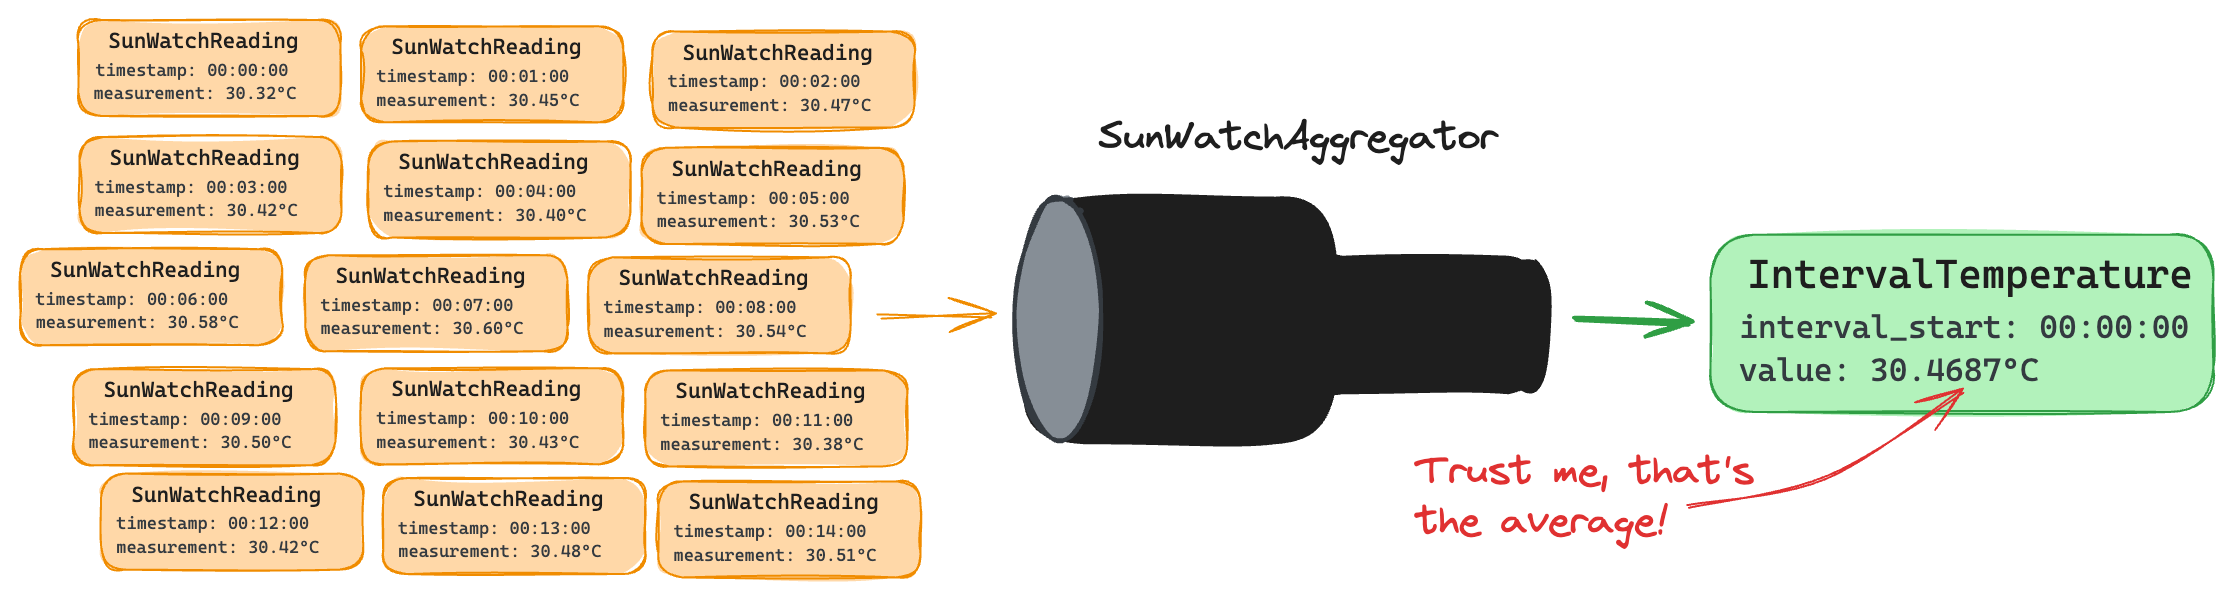 SunWatchReading
timestamp: 00:00:00
measurement: 30.32°C
SunWatchReading
timestamp: 00:01:00
measurement: 30.45°C
SunWatchReading
timestamp: 00:02:00
measurement: 30.47°C
SunWatchReading
timestamp: 00:03:00
measurement: 30.42°C
SunWatchReading
timestamp: 00:04:00
measurement: 30.40°C
SunWatchReading
timestamp: 00:05:00
measurement: 30.53°C
SunWatchReading
timestamp: 00:06:00
measurement: 30.58°C
SunWatchReading
timestamp: 00:07:00
measurement: 30.60°C
SunWatchReading
timestamp: 00:08:00
measurement: 30.54°C
SunWatchReading
timestamp: 00:09:00
measurement: 30.50°C
SunWatchReading
timestamp: 00:10:00
measurement: 30.43°C
SunWatchReading
timestamp: 00:11:00
measurement: 30.38°C
SunWatchReading
timestamp: 00:12:00
measurement: 30.42°C
SunWatchReading
timestamp: 00:13:00
measurement: 30.48°C
SunWatchReading
timestamp: 00:14:00
measurement: 30.51°C
SunWatchAggregator
IntervalTemperature
interval_start: 00:00:00
value: 30.4687°C
Trust me, that's
the average!